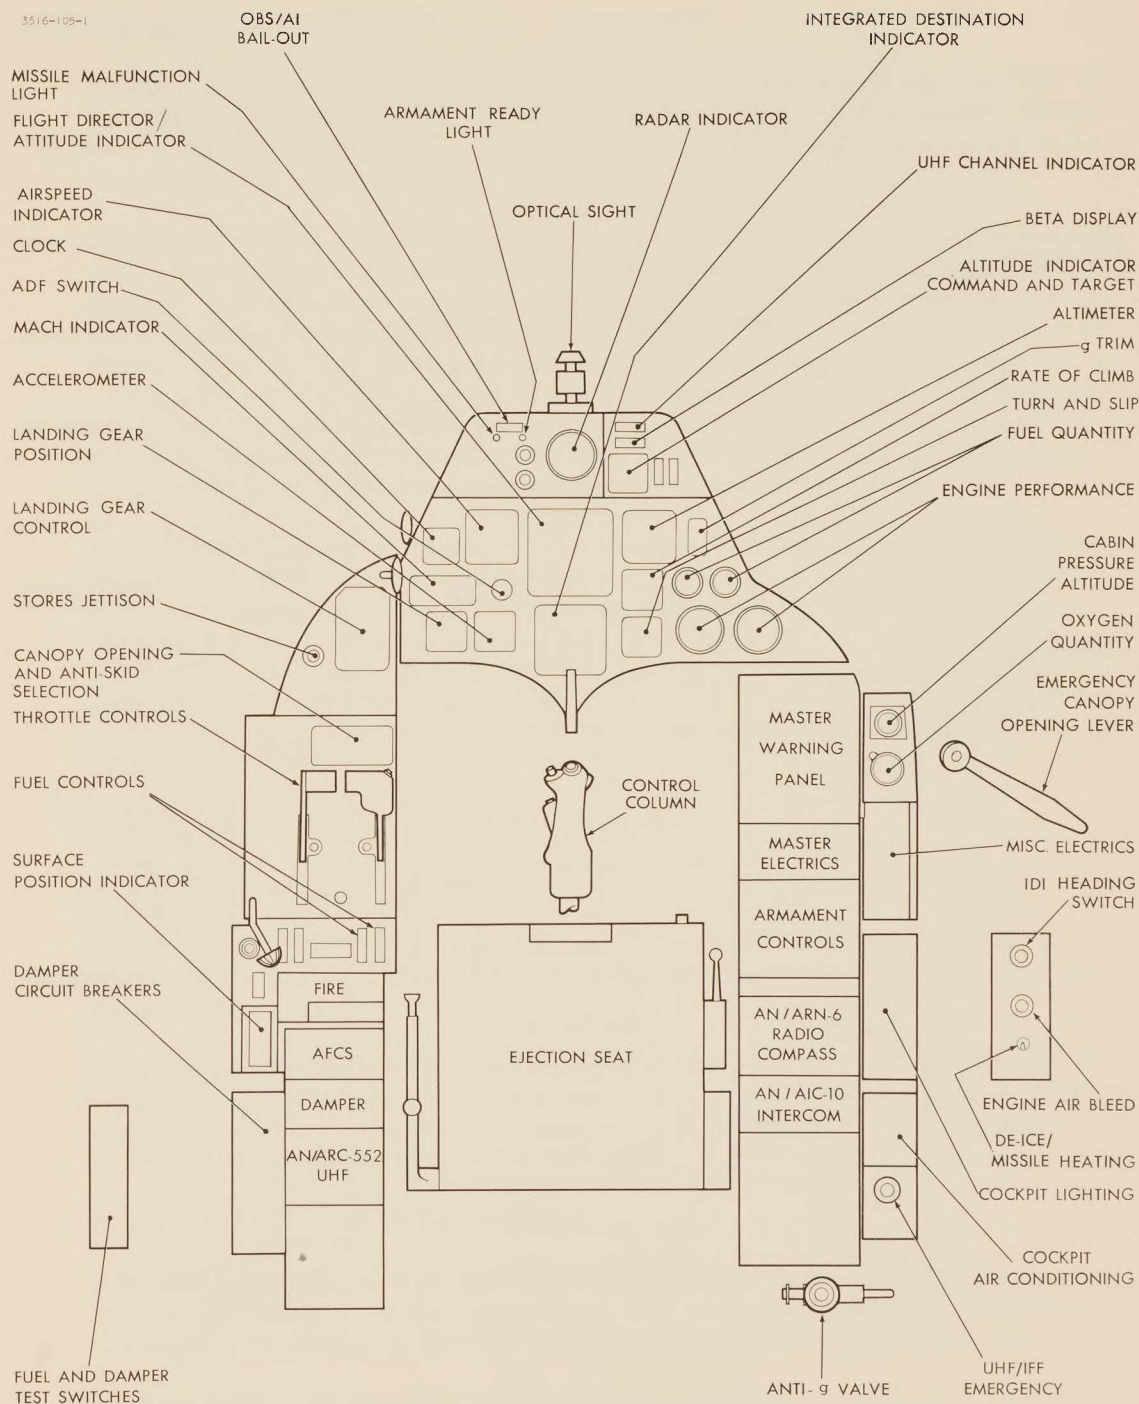 3516-105-1
OBS/AI
BAIL-OUT
INTEGRATED DESTINATION
INDICATOR
MISSILE MALFUNCTION
LIGHT
FLIGHT DIRECTOR/
ATTITUDE INDICATOR
ARMAMENT READY
LIGHT
RADAR INDICATOR
UHF CHANNEL INDICATOR
AIRSPEED
INDICATOR
OPTICAL SIGHT
BETA DISPLAY
CLOCK
ALTITUDE INDICATOR
COMMAND AND TARGET
ADF SWITCH
ALTIMETER
MACH INDICATOR
g TRIM
ACCELEROMETER
RATE OF CLIMB
TURN AND SLIP
LANDING GEAR
POSITION
FUEL QUANTITY
ENGINE PERFORMANCE
LANDING GEAR
CONTROL
CABIN
PRESSURE
ALTITUDE
STORES JETTISON
OXYGEN
QUANTITY
CANOPY OPENING
AND ANTI-SKID
SELECTION
EMERGENCY
CANOPY
OPENING LEVER
THROTTLE CONTROLS
MASTER
WARNING
PANEL
FUEL CONTROLS
CONTROL
COLUMN
MASTER
ELECTRICS
MISC. ELECTRICS
SURFACE
POSITION INDICATOR
IDI HEADING
SWITCH
ARMAMENT
CONTROLS
DAMPER
CIRCUIT BREAKERS
FIRE
AN/ARN-6
RADIO
COMPASS
AFCS
EJECTION SEAT
DAMPER
AN/AIC-10
INTERCOM
ENGINE AIR BLEED
AN/ARC-552
UHF
DE-ICE/
MISSILE HEATING
COCKPIT LIGHTING
COCKPIT
AIR CONDITIONING
FUEL AND DAMPER
TEST SWITCHES
ANTI-g VALVE
UHF/IFF
EMERGENCY